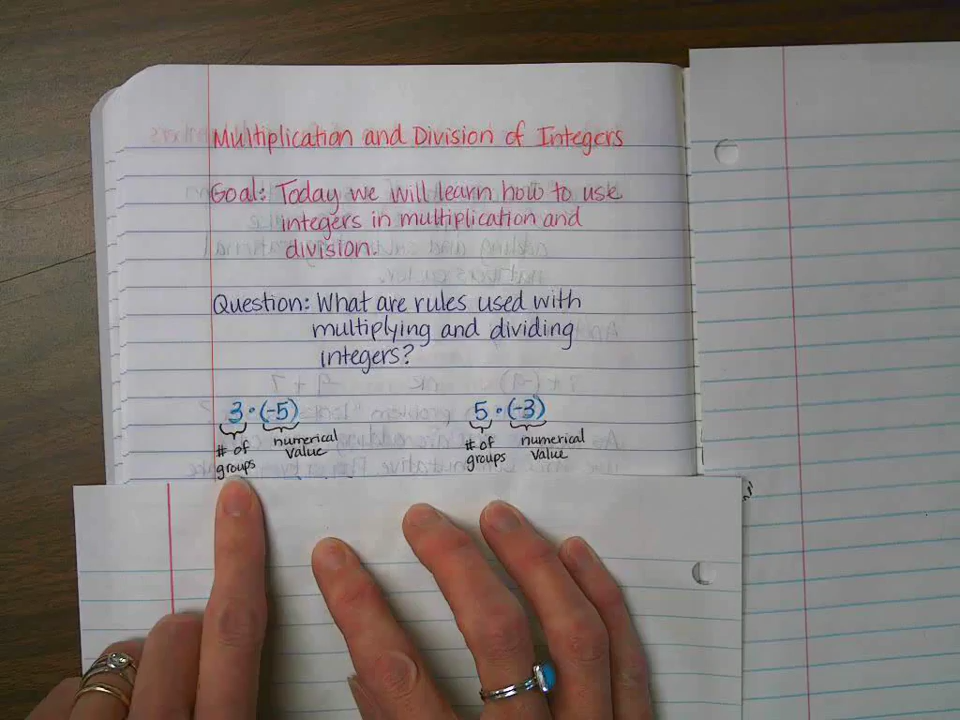 Multiplication and Division of Integers
Goal: Today we will learn how to use
integers in multiplication and
division.
Question: What are rules used with
multiplying and dividing
integers?
3 · (-5) 5 · (-3)
# of groups numerical value # of groups numerical value